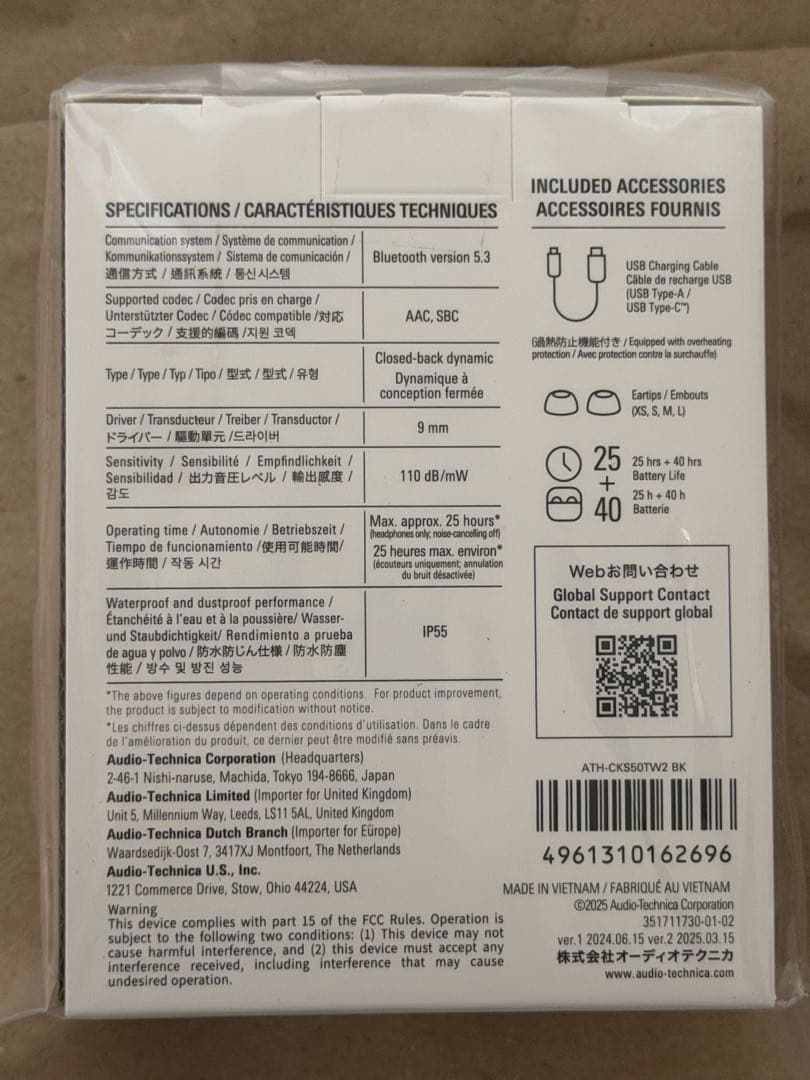 SPECIFICATIONS / CARACTÉRISTIQUES TECHNIQUES
Communication system / Système de communication /
Kommunikationssystem / Sistema de comunicación /
通信方式 / 通訊系統 / 통신시스템
Bluetooth version 5.3
Supported codec / Codec pris en charge /
Unterstützter Codec / Códec compatible /対応
コーデック / 支援的編碼 /지원 코덱
AAC, SBC
Type / Type / Typ / Tipo / 型式 / 型式 / 유형
Closed-back dynamic
Dynamique à
conception fermée
Driver / Transducteur / Treiber / Transductor /
ドライバー / 驅動單元 /드라이버
9 mm
Sensitivity / Sensibilité / Empfindlichkeit /
Sensibilidad / 出力音圧レベル / 輸出感度 /
감도
110 dB/mW
Operating time / Autonomie / Betriebszeit /
Tiempo de funcionamiento /使用可能時間/
運作時間 / 작동 시간
Max. approx. 25 hours*
(headphones only; noise-cancelling off)
25 heures max. environ*
(écouteurs uniquement; annulation
du bruit désactivée)
Waterproof and dustproof performance /
Étanchéité à l'eau et à la poussière/ Wasser-
und Staubdichtigkeit/ Rendimiento a prueba
de agua y polvo / 防水防じん仕様 / 防水防塵
性能 / 방수 및 방진 성능
IP55
*The above figures depend on operating conditions. For product improvement,
the product is subject to modification without notice.
*Les chiffres ci-dessus dépendent des conditions d'utilisation. Dans le cadre
de l'amélioration du produit, ce dernier peut être modifié sans préavis.
Audio-Technica Corporation (Headquarters)
2-46-1 Nishi-naruse, Machida, Tokyo 194-8666, Japan
Audio-Technica Limited (Importer for United Kingdom)
Unit 5, Millennium Way, Leeds, LS11 5AL, United Kingdom
Audio-Technica Dutch Branch (Importer for Europe)
Waardsedijk-Oost 7, 3417XJ Montfoort, The Netherlands
Audio-Technica U.S., Inc.
1221 Commerce Drive, Stow, Ohio 44224, USA
Warning
This device complies with part 15 of the FCC Rules. Operation is
subject to the following two conditions: (1) This device may not
cause harmful interference, and (2) this device must accept any
interference received, including interference that may cause
undesired operation.
INCLUDED ACCESSORIES
ACCESSOIRES FOURNIS
USB Charging Cable
Câble de recharge USB
(USB Type-A /
USB Type-C™)
(過熱防止機能付き / Equipped with overheating
protection / Avec protection contre la surchauffe)
Eartips / Embouts
(XS, S, M, L)
25
+
40
25 hrs + 40 hrs
Battery Life
25 h + 40 h
Batterie
Webお問い合わせ
Global Support Contact
Contact de support global
ATH-CKS50TW2 BK
4961310162696
MADE IN VIETNAM / FABRIQUÉ AU VIETNAM
©2025 Audio-Technica Corporation
351711730-01-02
ver.1 2024.06.15 ver.2 2025.03.15
株式会社オーディオテクニカ
www.audio-technica.com